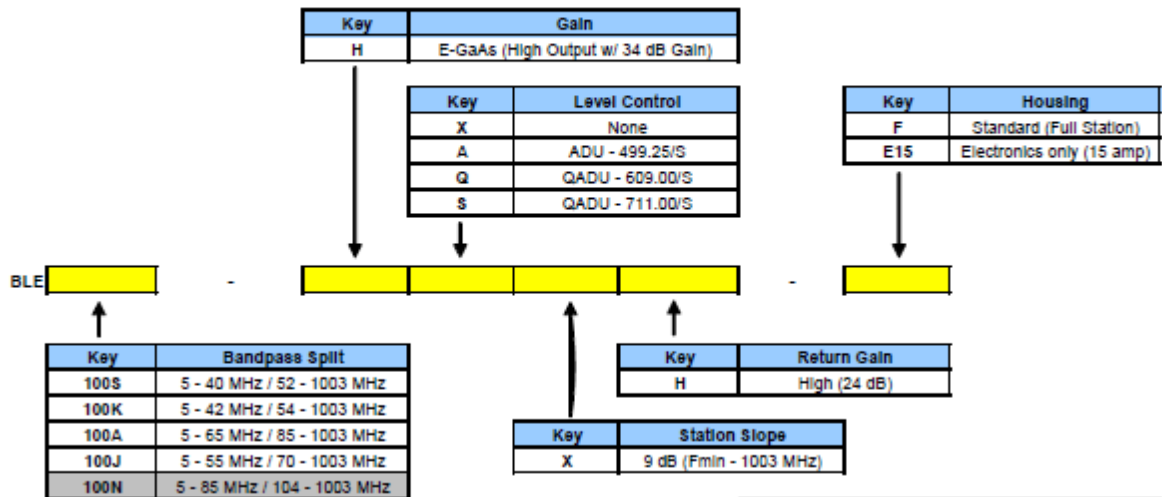 Key Gain
H E-GaAs (High Output w/ 34 dB Gain)
Key Level Control
X None
A ADU - 499.25/S
Q QADU - 609.00/S
S QADU - 711.00/S
Key Housing
F Standard (Full Station)
E15 Electronics only (15 amp)
BLE - -
Key Bandpass Split
100S 5 - 40 MHz / 52 - 1003 MHz
100K 5 - 42 MHz / 54 - 1003 MHz
100A 5 - 65 MHz / 85 - 1003 MHz
100J 5 - 55 MHz / 70 - 1003 MHz
100N 5 - 85 MHz / 104 - 1003 MHz
Key Station Slope
X 9 dB (Fmin - 1003 MHz)
Key Return Gain
H High (24 dB)